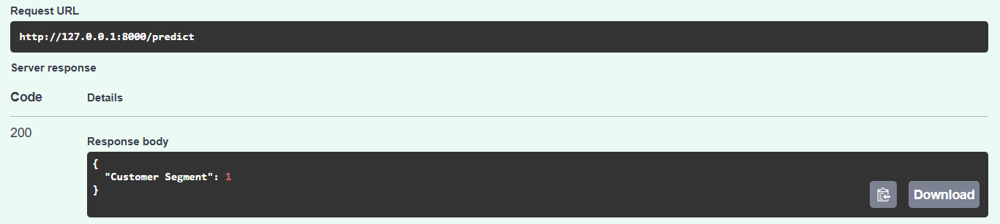 Request URL
http://127.0.0.1:8000/predict
Server response
Code Details
200
Response body
{
  "Customer Segment": 1
}
Download